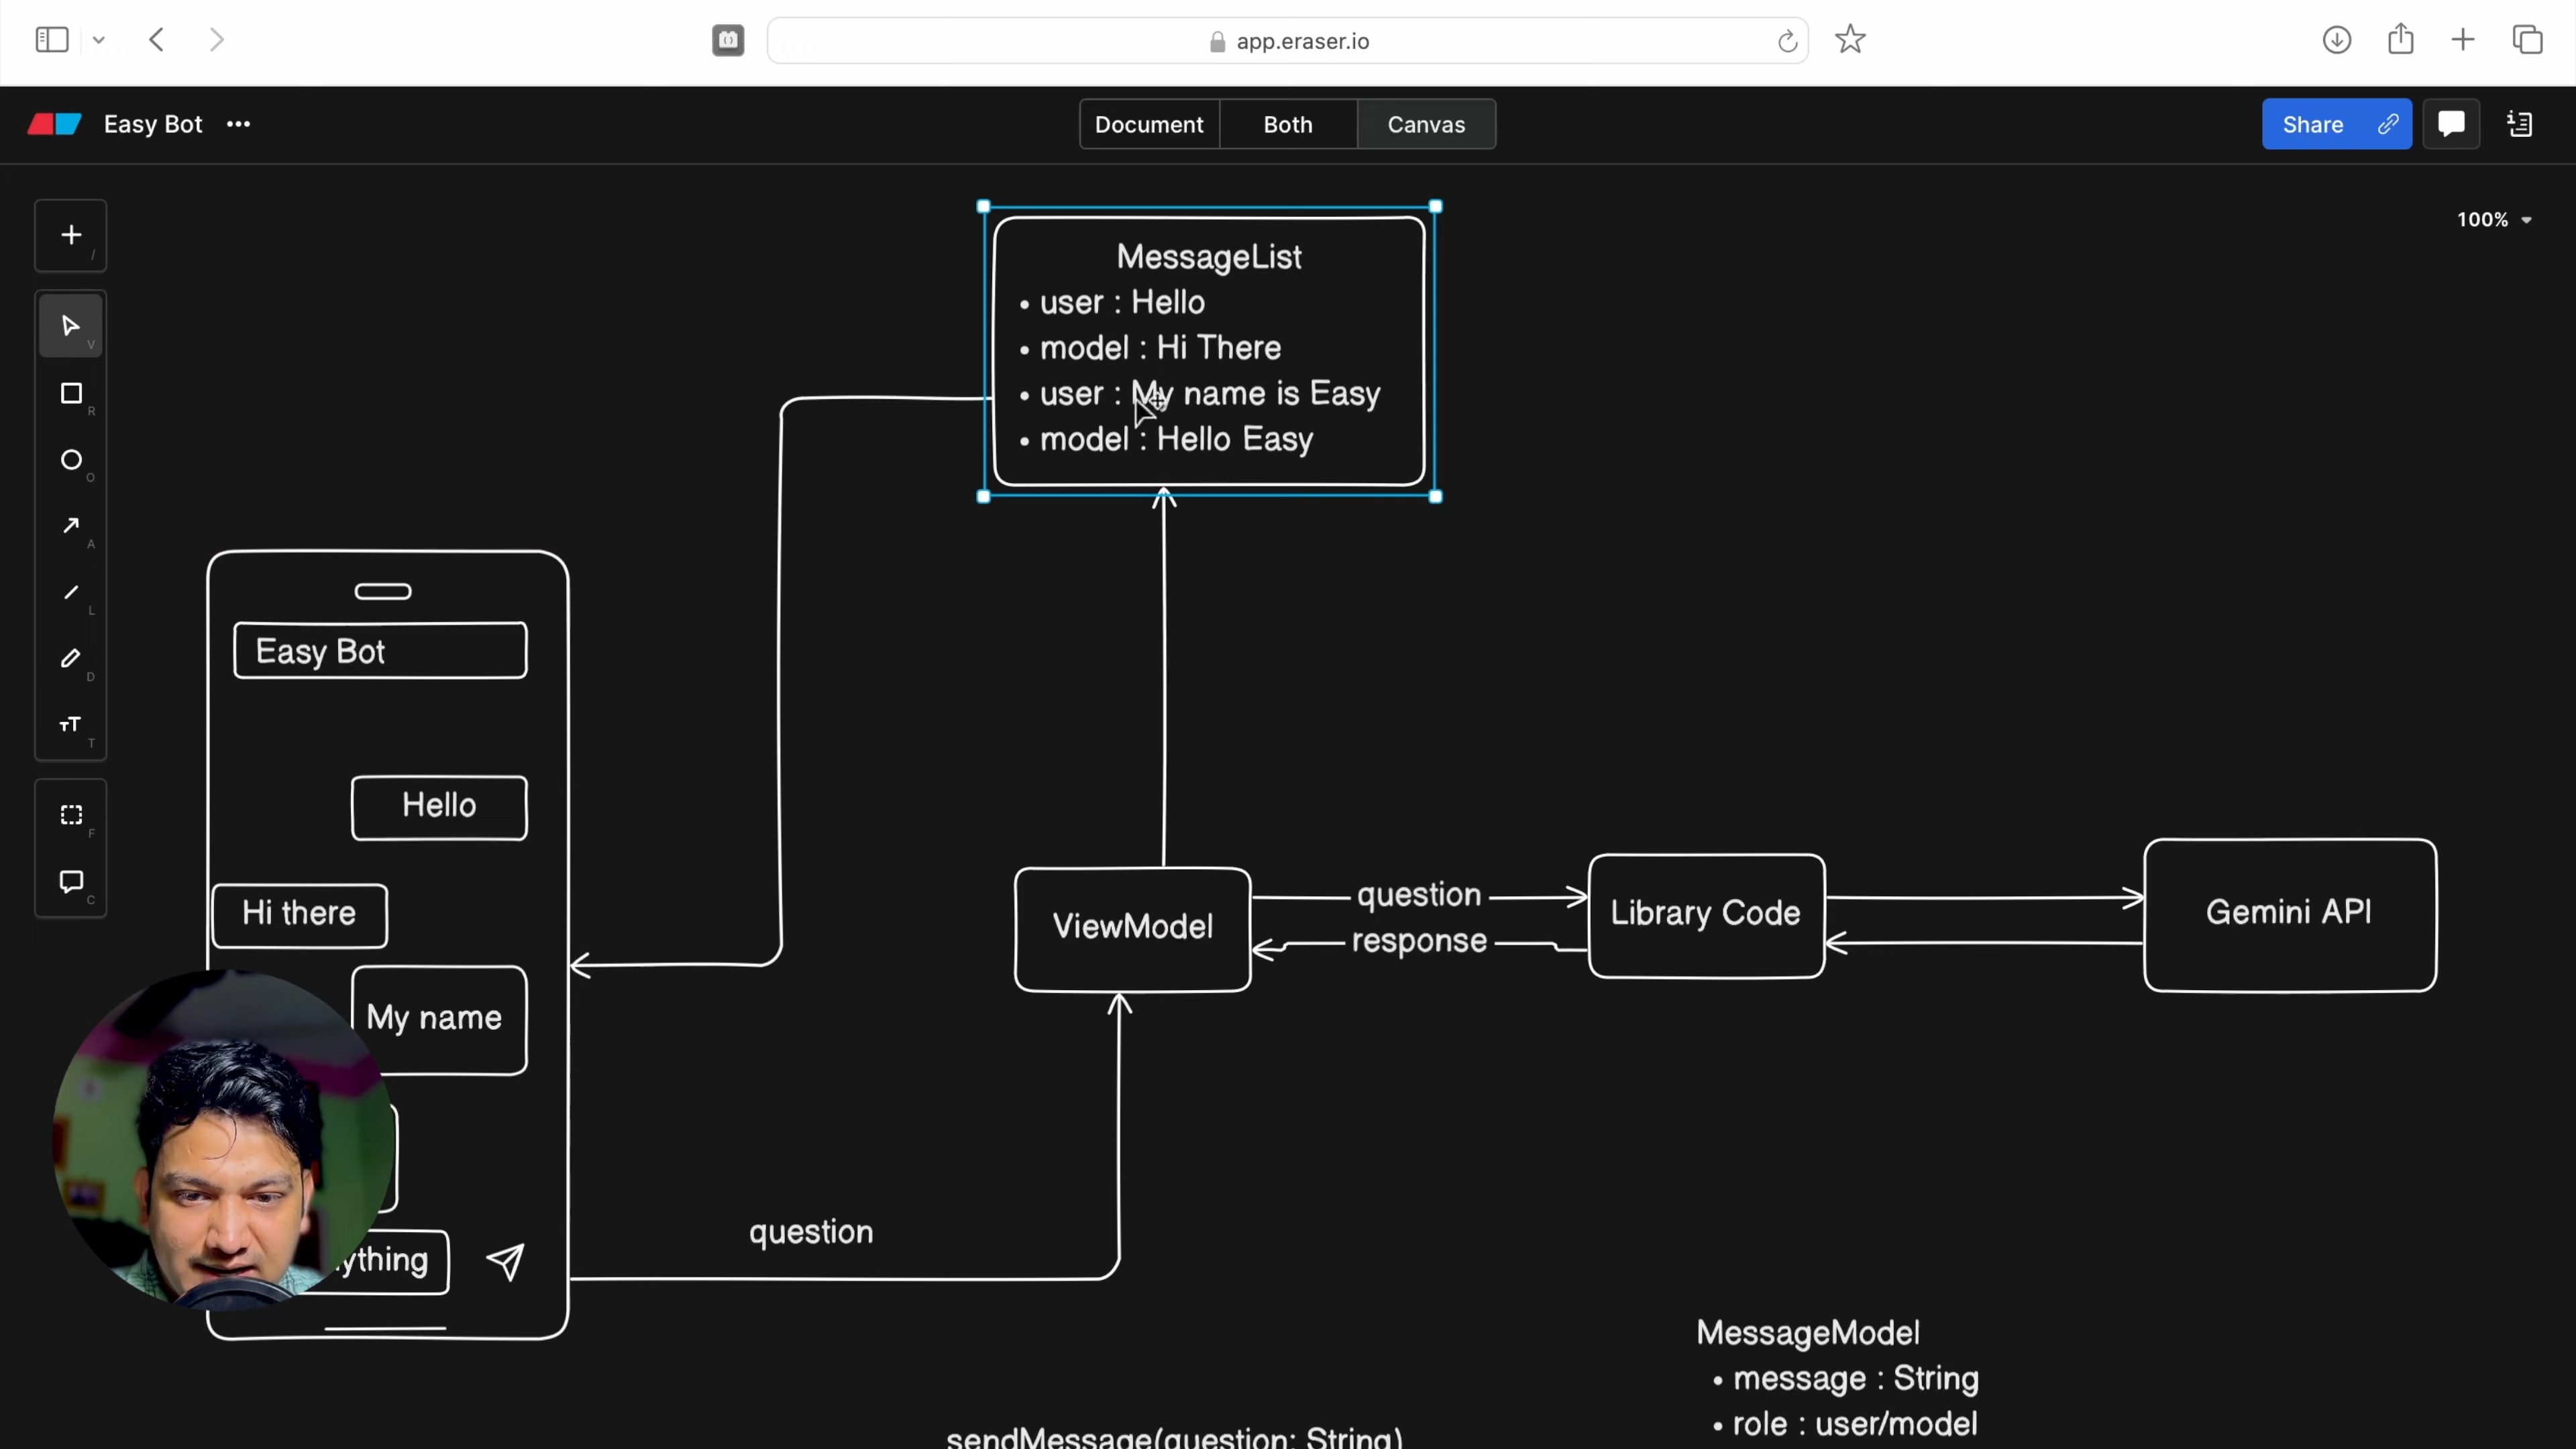 app.eraser.io
Easy Bot
Document
Both
Canvas
Share
100%
/
V
R
O
A
L
D
T
F
C
MessageList
• user : Hello
• model : Hi There
• user : My name is Easy
• model : Hello Easy
Easy Bot
Hello
Hi there
My name
ything
question
ViewModel
question
response
Library Code
Gemini API
MessageModel
• message : String
• role : user/model
sendMessage(question: String)